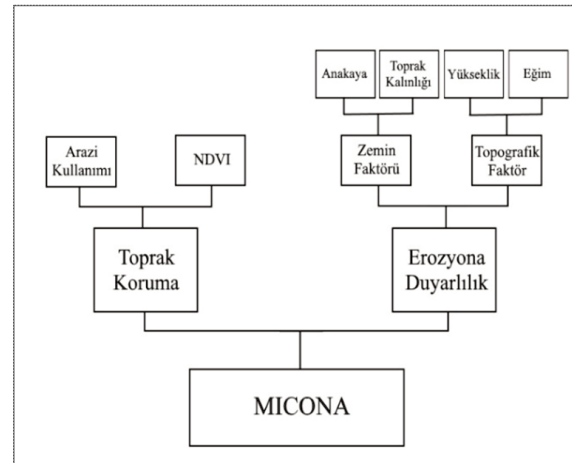 Anakaya
Toprak
Kalınlığı
Yükseklik
Eğim
Arazi
Kullanımı
NDVI
Zemin
Faktörü
Topografik
Faktör
Toprak
Koruma
Erozyona
Duyarlılık
MICONA